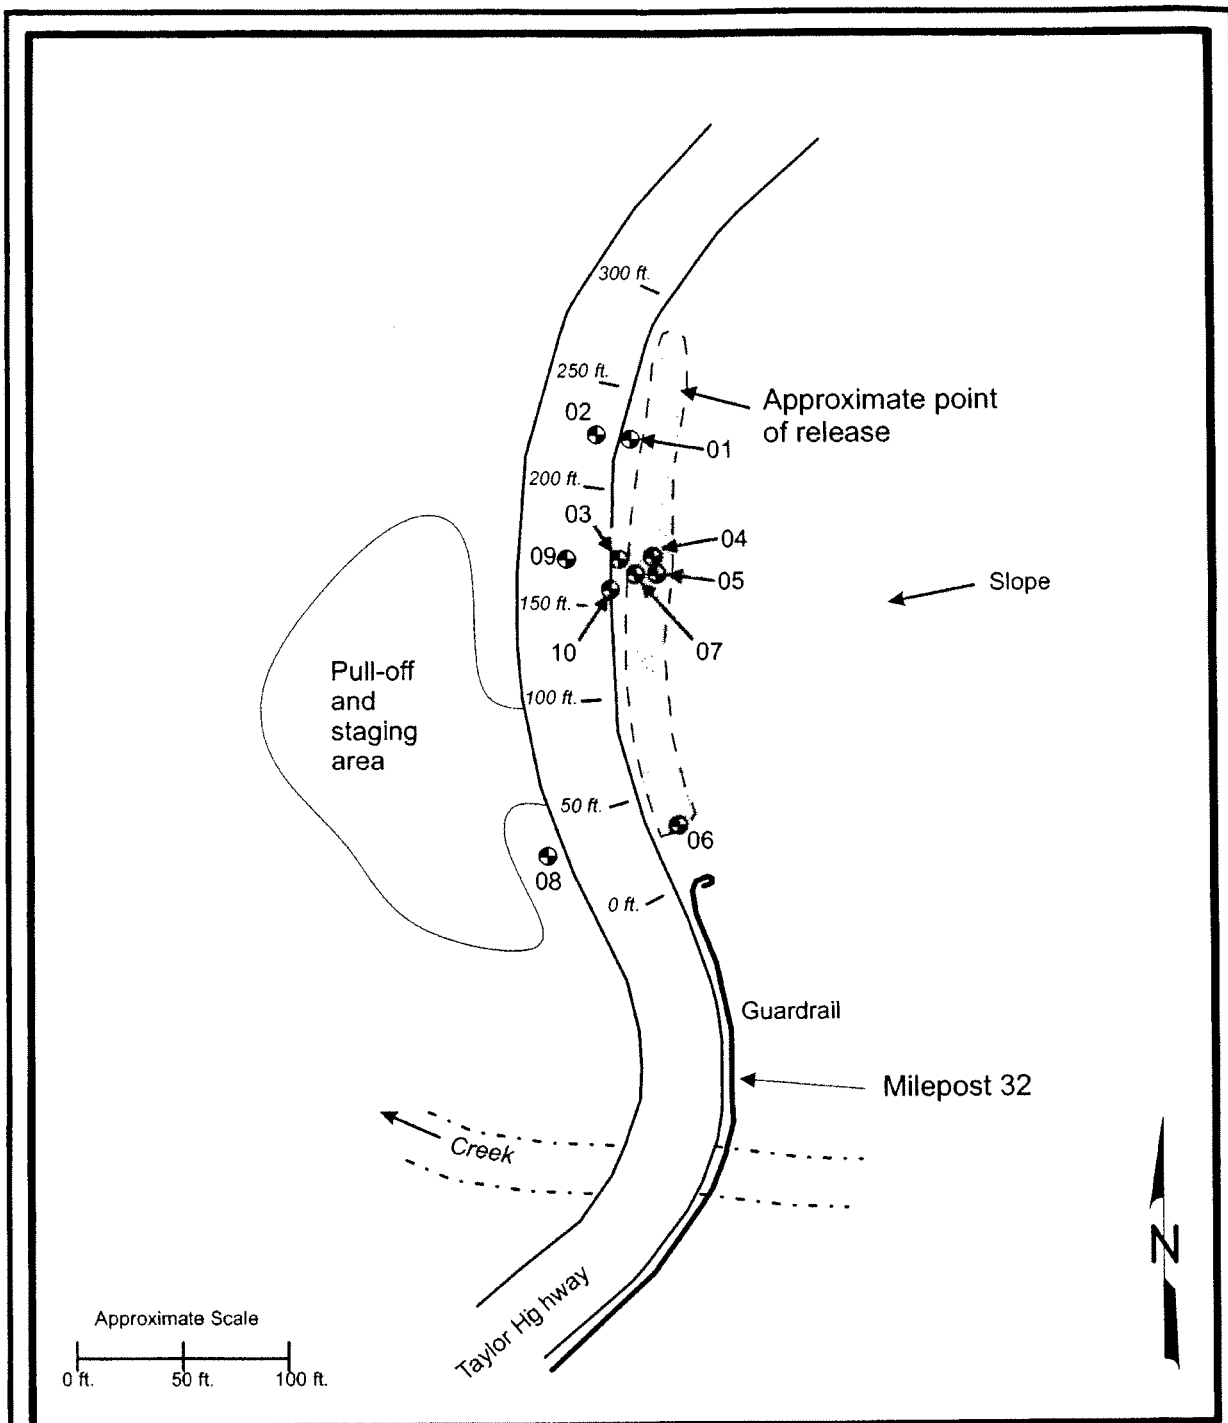 300 ft.
250 ft.
Approximate point
of release
02
01
200 ft.
03
04
09
05
Slope
150 ft.
10
07
Pull-off
and
staging
area
100 ft.
50 ft.
06
08
0 ft.
Guardrail
Milepost 32
Creek
N
Taylor Hig hway
Approximate Scale
0 ft. 50 ft. 100 ft.